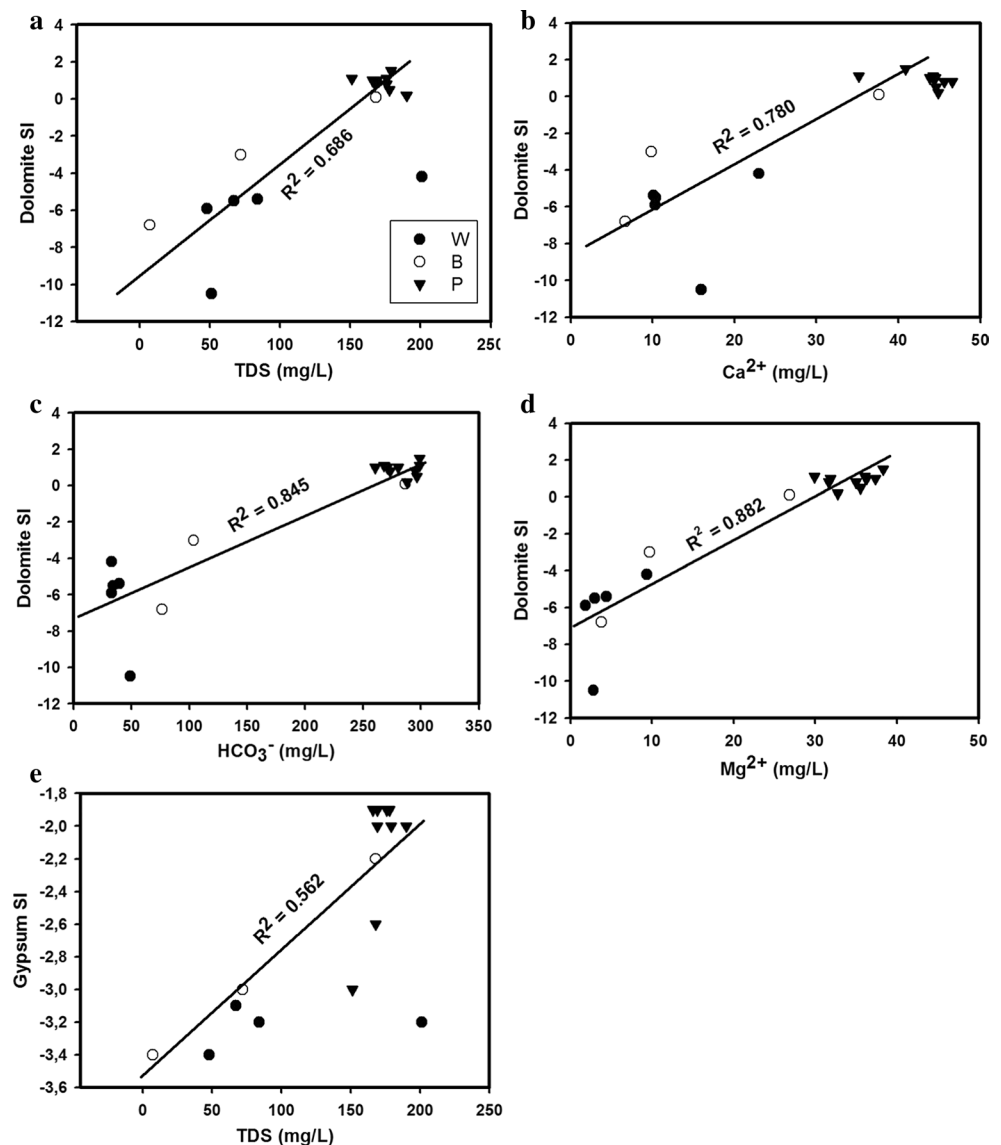 a
4
2
0
-2
-4
-6
-8
-10
-12
Dolomite SI
R² = 0.686
W
B
P
0 50 100 150 200 250
TDS (mg/L)
b
4
2
0
-2
-4
-6
-8
-10
-12
Dolomite SI
R² = 0.780
0 10 20 30 40 50
Ca²⁺ (mg/L)
c
4
2
0
-2
-4
-6
-8
-10
-12
Dolomite SI
R² = 0.845
0 50 100 150 200 250 300 350
HCO₃⁻ (mg/L)
d
4
2
0
-2
-4
-6
-8
-10
-12
Dolomite SI
R² = 0.882
0 10 20 30 40 50
Mg²⁺ (mg/L)
e
-1,8
-2,0
-2,2
-2,4
-2,6
-2,8
-3,0
-3,2
-3,4
-3,6
Gypsum SI
R² = 0.562
0 50 100 150 200 250
TDS (mg/L)